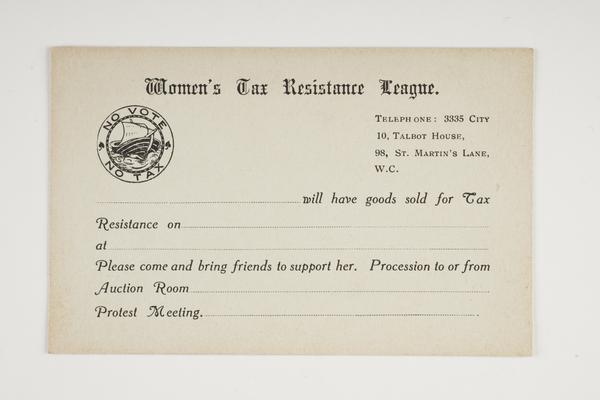 Women's Tax Resistance League.
NO VOTE
NO TAX
TELEPHONE: 3335 CITY
10, TALBOT HOUSE,
98, ST. MARTIN'S LANE,
W.C.
will have goods sold for Tax
Resistance on
at
Please come and bring friends to support her. Procession to or from
Auction Room
Protest Meeting.